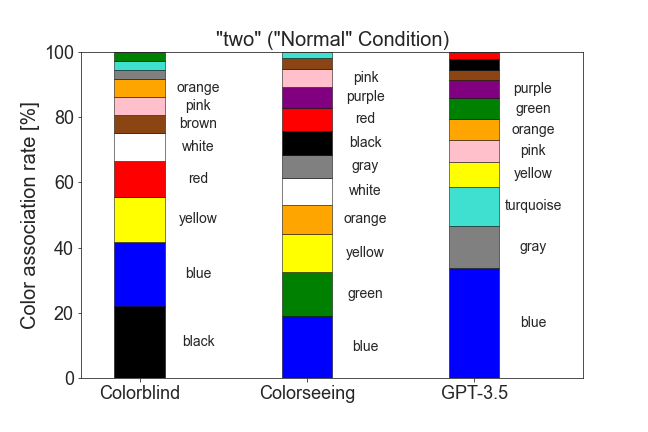 "two" ("Normal" Condition)
Color association rate [%]
100
80
60
40
20
0
orange
pink
brown
white
red
yellow
blue
black
pink
purple
red
black
gray
white
orange
yellow
green
blue
purple
green
orange
pink
yellow
turquoise
gray
blue
Colorblind
Colorseeing
GPT-3.5